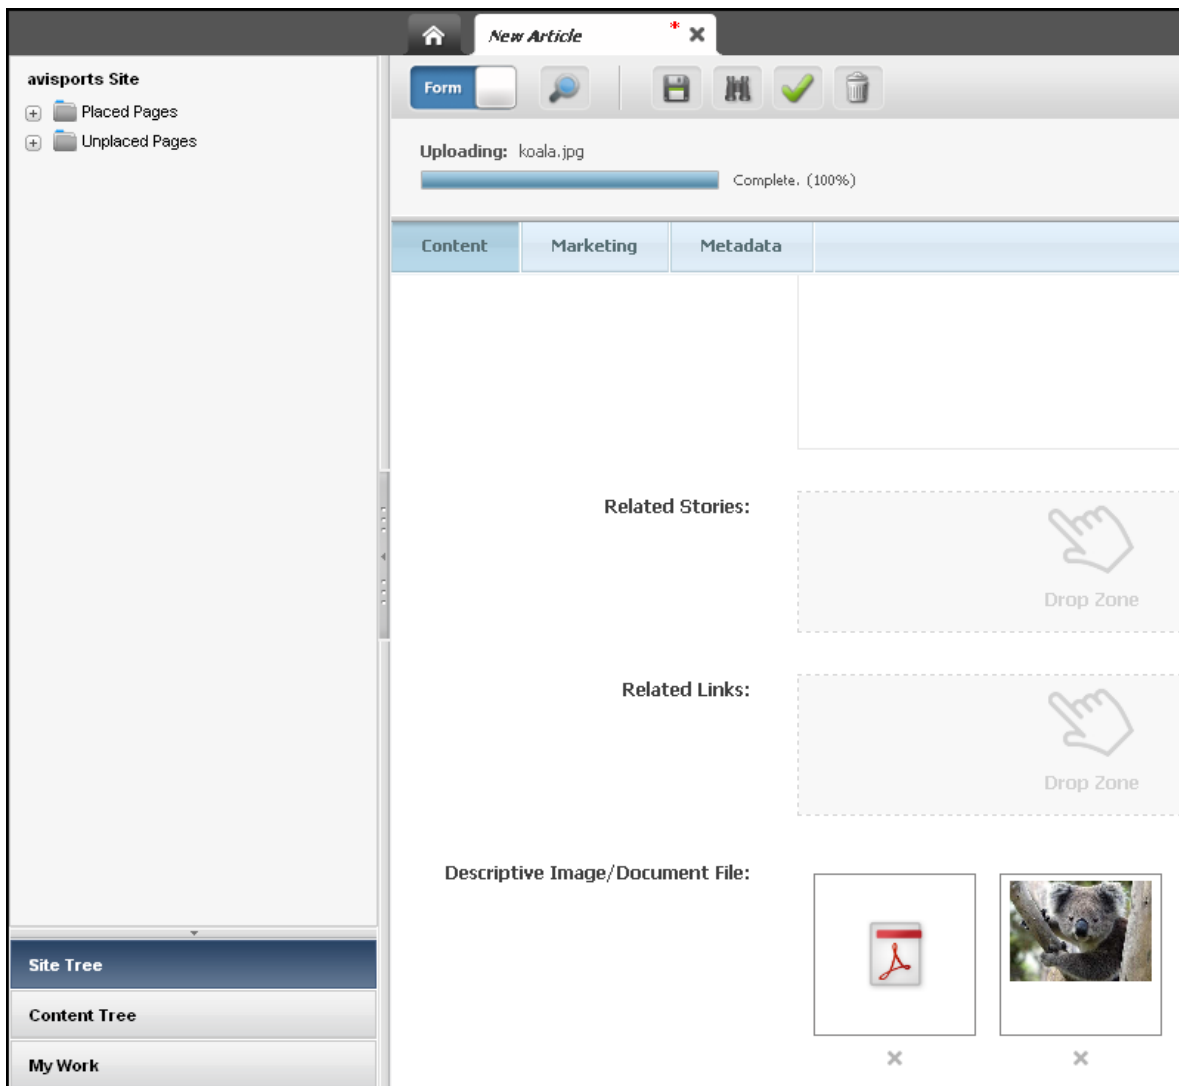 New Article * 
avisports Site
Placed Pages
Unplaced Pages
Form
Uploading: koala.jpg
Complete. (100%)
Content Marketing Metadata
Related Stories:
Drop Zone
Related Links:
Drop Zone
Descriptive Image/Document File:
Site Tree
Content Tree
My Work